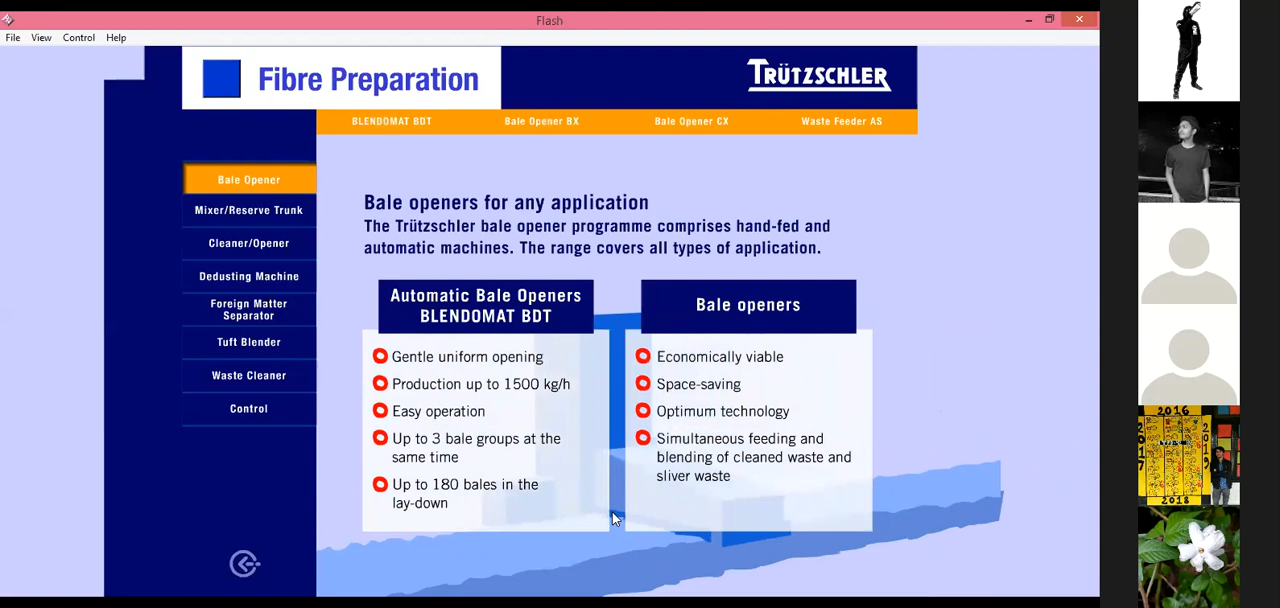 Flash
File View Control Help
Fibre Preparation
TRÜTZSCHLER
BLENDOMAT BDT Bale Opener BX Bale Opener CX Waste Feeder AS
Bale Opener
Mixer/Reserve Trunk
Cleaner/Opener
Dedusting Machine
Foreign Matter
Separator
Tuft Blender
Waste Cleaner
Control
Bale openers for any application
The Trützschler bale opener programme comprises hand-fed and
automatic machines. The range covers all types of application.
Automatic Bale Openers
BLENDOMAT BDT
Gentle uniform opening
Production up to 1500 kg/h
Easy operation
Up to 3 bale groups at the
same time
Up to 180 bales in the
lay-down
Bale openers
Economically viable
Space-saving
Optimum technology
Simultaneous feeding and
blending of cleaned waste and
sliver waste
2016
2017
2019
2018